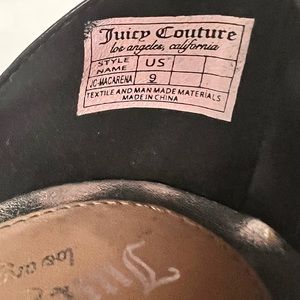 Juicy Couture
los angeles, california
STYLE
NAME
US
JC-MACARENA
9
TEXTILE AND MAN MADE MATERIALS
MADE IN CHINA